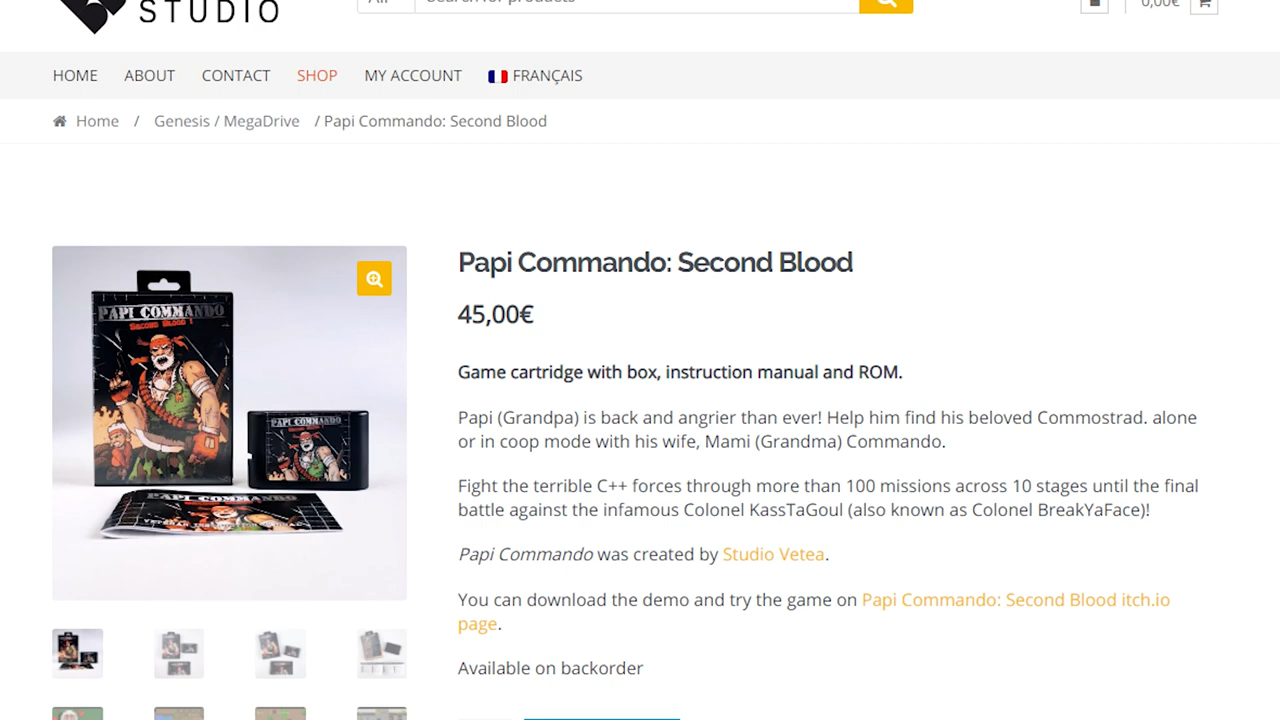 STUDIO
0,00€
HOME
ABOUT
CONTACT
SHOP
MY ACCOUNT
FRANÇAIS
Home / Genesis / MegaDrive / Papi Commando: Second Blood
PAPI COMMANDO
SECOND BLOOD !
PAPI COMMANDO
PAPI COMMANDO
Papi Commando: Second Blood
45,00€
Game cartridge with box, instruction manual and ROM.
Papi (Grandpa) is back and angrier than ever! Help him find his beloved Commostrad. alone
or in coop mode with his wife, Mami (Grandma) Commando.
Fight the terrible C++ forces through more than 100 missions across 10 stages until the final
battle against the infamous Colonel KassTaGoul (also known as Colonel BreakYaFace)!
Papi Commando was created by Studio Vetea.
You can download the demo and try the game on Papi Commando: Second Blood itch.io
page.
Available on backorder